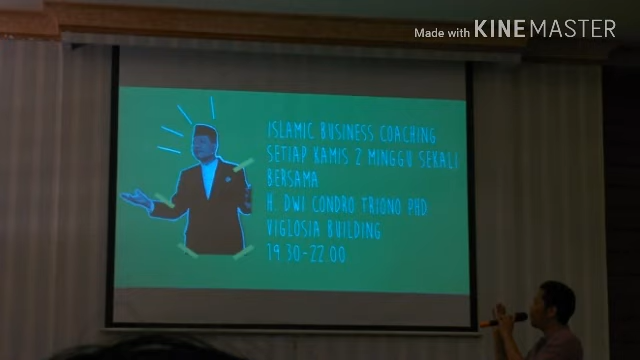 Made with KINEMASTER
ISLAMIC BUSINESS COACHING
SETIAP KAMIS 2 MINGGU SEKALI
BERSAMA
H. DWI CONDRO TRIONO PHD
VIGLOSIA BUILDING
19.30-22.00